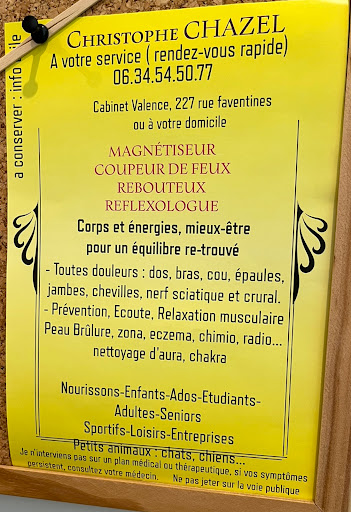 a conserver : info utile
Christophe CHAZEL
A votre service ( rendez-vous rapide)
06.34.54.50.77
Cabinet Valence, 227 rue faventines
ou à votre domicile
MAGNÉTISEUR
COUPEUR DE FEUX
REBOUTEUX
REFLEXOLOGUE
Corps et énergies, mieux-être
pour un équilibre re-trouvé
- Toutes douleurs : dos, bras, cou, épaules,
jambes, chevilles, nerf sciatique et crural.
- Prévention, Ecoute, Relaxation musculaire
Peau Brûlure, zona, eczema, chimio, radio...
nettoyage d'aura, chakra
Nourissons-Enfants-Ados-Etudiants-
Adultes-Seniors
Sportifs-Loisirs-Entreprises
Petits animaux : chats, chiens...
Je n'interviens pas sur un plan médical ou thérapeutique, si vos symptômes
persistent, consultez votre médecin. Ne pas jeter sur la voie publique